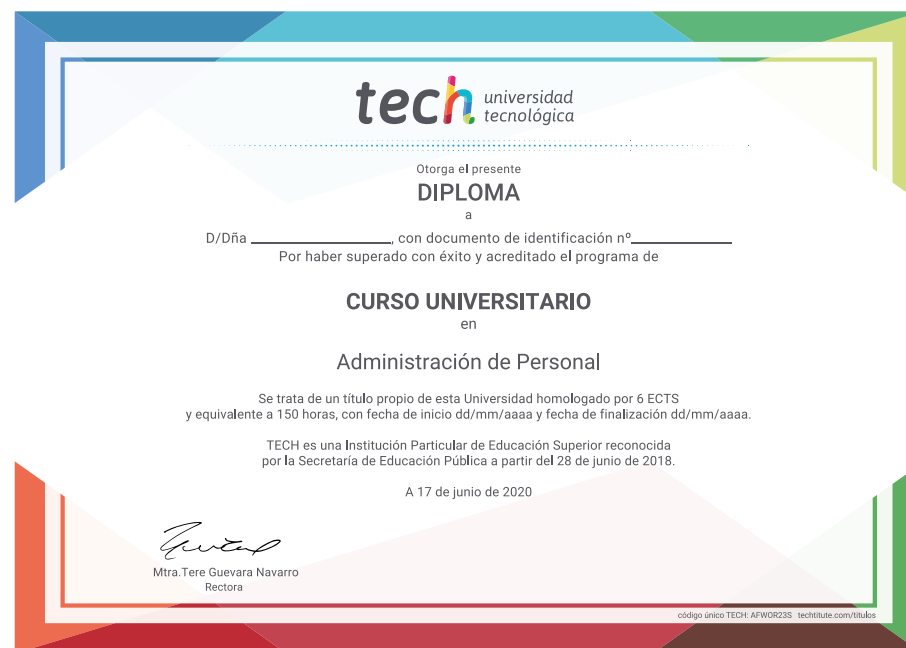 tech universidad
tecnológica
Otorga el presente
DIPLOMA
a
D/Dña ____________________, con documento de identificación nº______________
Por haber superado con éxito y acreditado el programa de
CURSO UNIVERSITARIO
en
Administración de Personal
Se trata de un título propio de esta Universidad homologado por 6 ECTS
y equivalente a 150 horas, con fecha de inicio dd/mm/aaaa y fecha de finalización dd/mm/aaaa.
TECH es una Institución Particular de Educación Superior reconocida
por la Secretaría de Educación Pública a partir del 28 de junio de 2018.
A 17 de junio de 2020
Mtra.Tere Guevara Navarro
Rectora
código único TECH: AFWOR23S techtitute.com/titulos